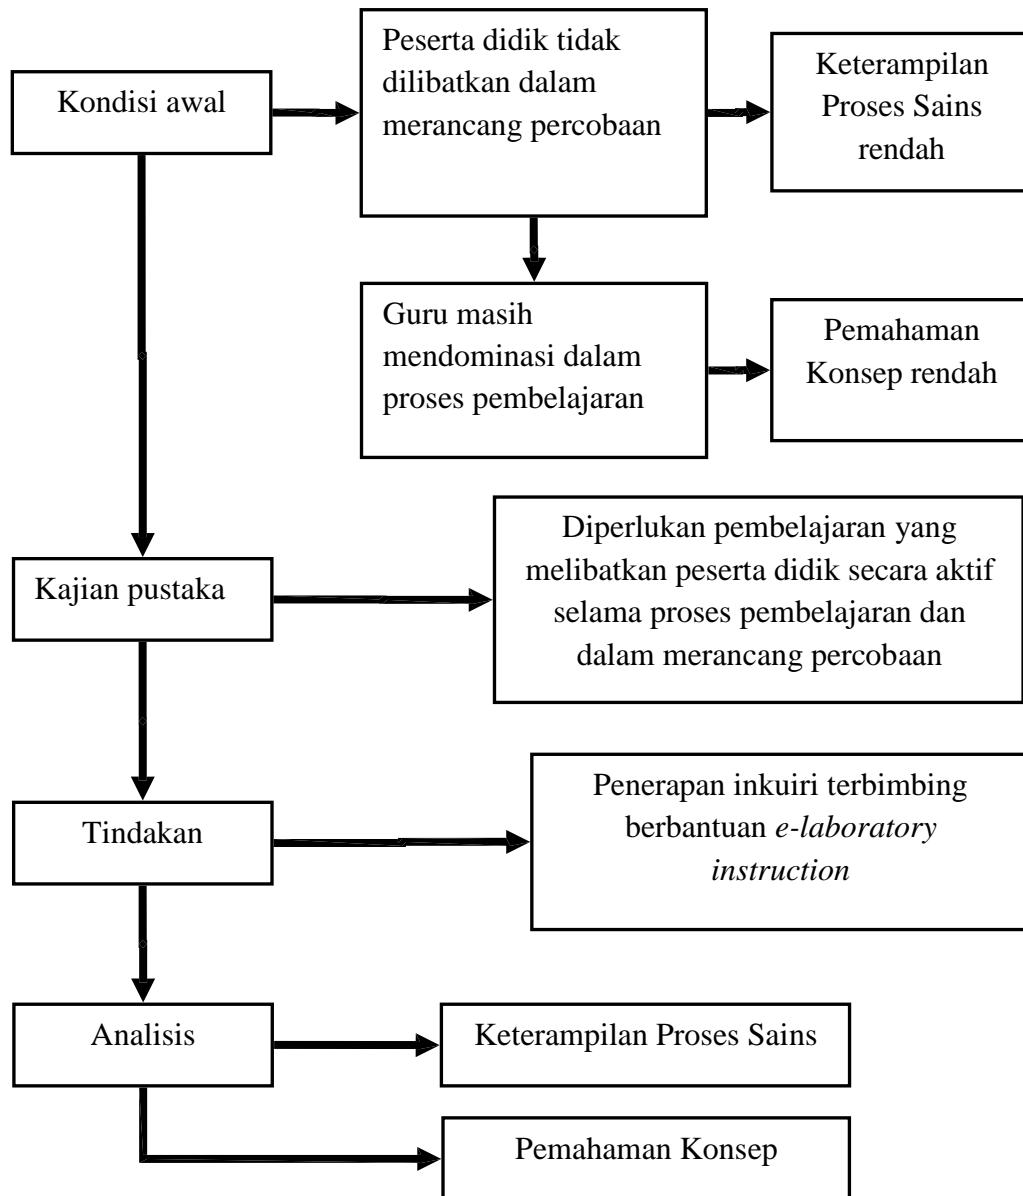 Kondisi awal
Peserta didik tidak
dilibatkan dalam
merancang percobaan
Keterampilan
Proses Sains
rendah
Guru masih
mendominasi dalam
proses pembelajaran
Pemahaman
Konsep rendah
Kajian pustaka
Diperlukan pembelajaran yang
melibatkan peserta didik secara aktif
selama proses pembelajaran dan
dalam merancang percobaan
Tindakan
Penerapan inkuiri terbimbing
berbantuan e-laboratory
instruction
Analisis
Keterampilan Proses Sains
Pemahaman Konsep